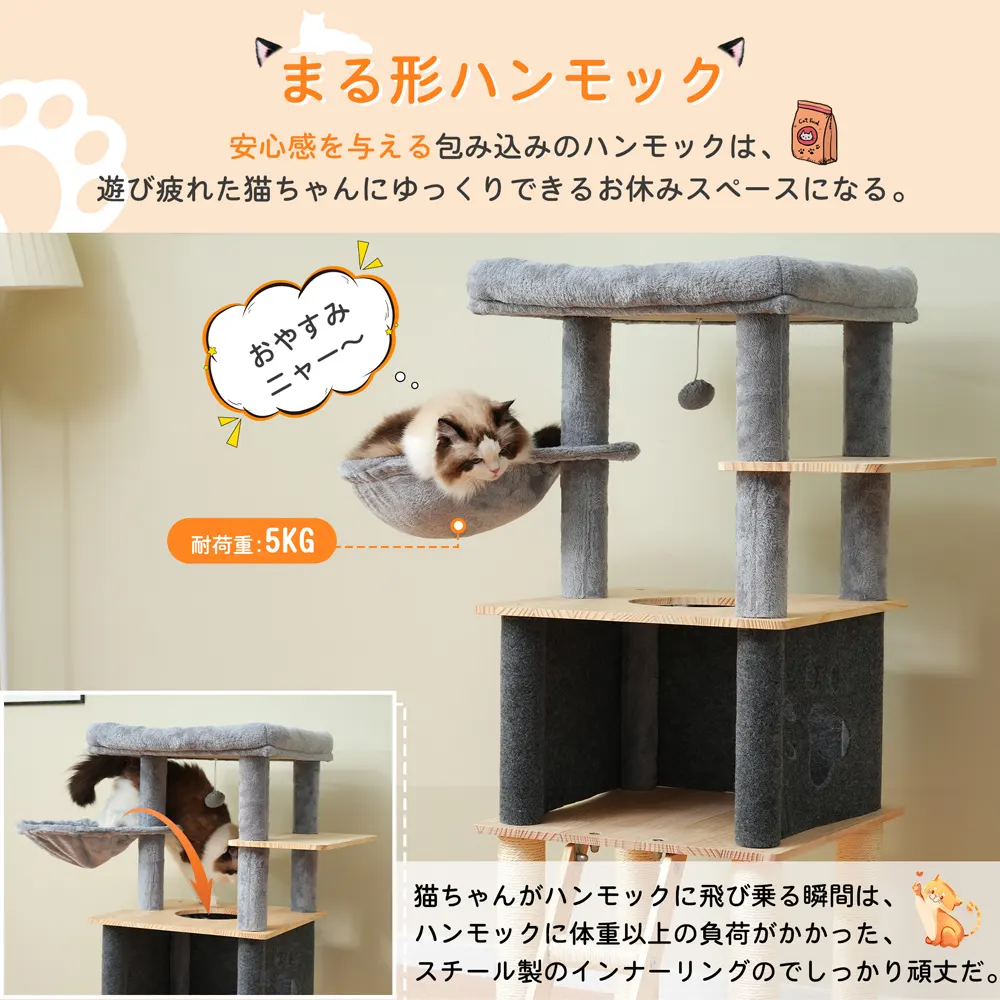 まる形ハンモック
安心感を与える包み込みのハンモックは、
Cat Food
遊び疲れた猫ちゃんにゆっくりできるお休みスペースになる。
おやすみ
ニャー～
耐荷重:5KG
猫ちゃんがハンモックに飛び乗る瞬間は、
ハンモックに体重以上の負荷がかかった、
スチール製のインナーリングのでしっかり頑丈だ。